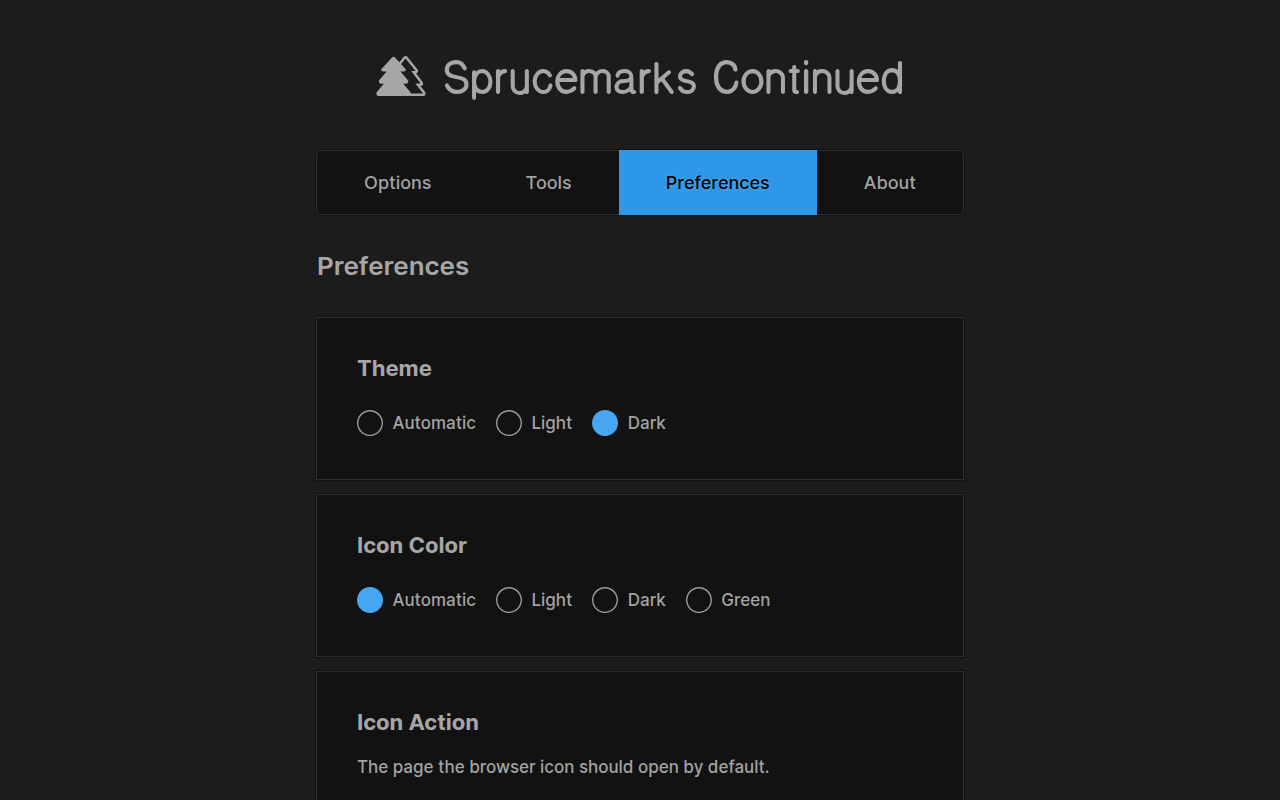 Sprucemarks Continued
Options Tools Preferences About
Preferences
Theme
Automatic Light Dark
Icon Color
Automatic Light Dark Green
Icon Action
The page the browser icon should open by default.